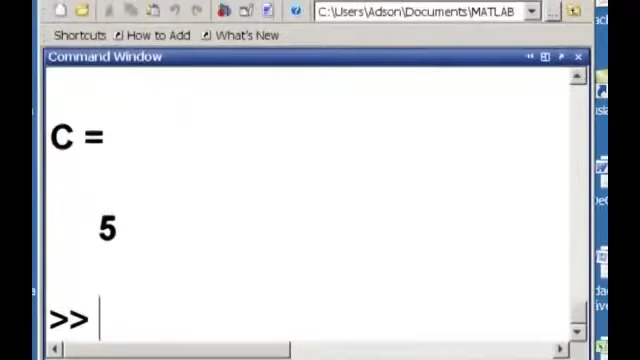 C:\Users\Adson\Documents\MATLAB
Shortcuts How to Add What's New
Command Window
C =
5
>>